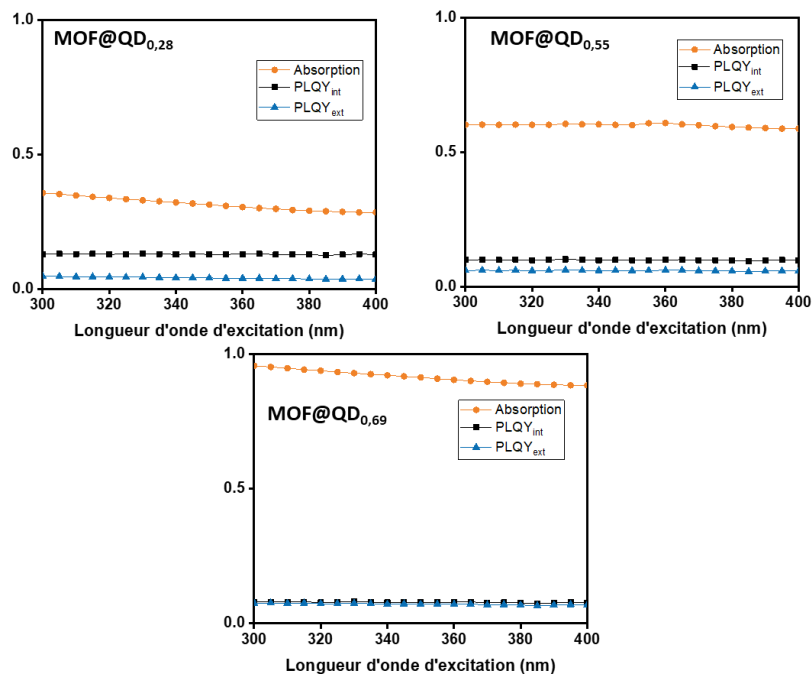 MOF@QD0,28
Absorption
PLQYint
PLQYext
1.0
0.5
0.0
300 320 340 360 380 400
Longueur d'onde d'excitation (nm)
MOF@QD0,55
Absorption
PLQYint
PLQYext
1.0
0.5
0.0
300 320 340 360 380 400
Longueur d'onde d'excitation (nm)
MOF@QD0,69
Absorption
PLQYint
PLQYext
1.0
0.5
0.0
300 320 340 360 380 400
Longueur d'onde d'excitation (nm)